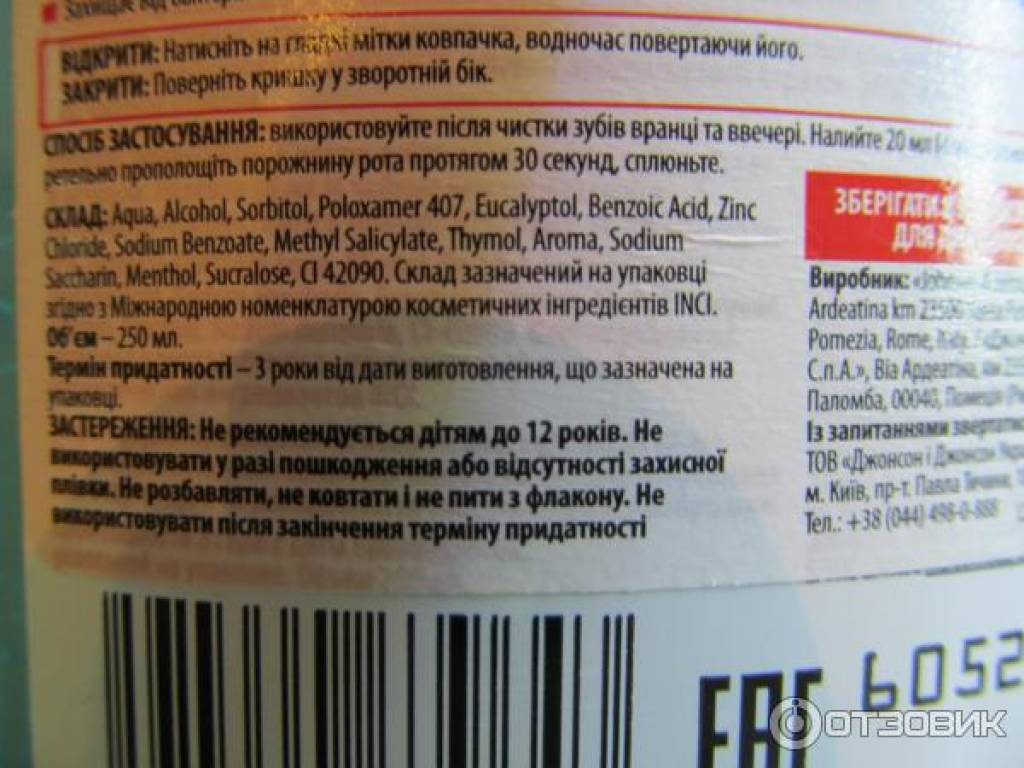 Захищає від
ВІДКРИТИ: Натисніть на гладкі мітки ковпачка, водночас повертаючи його.
ЗАКРИТИ: Поверніть кришку у зворотній бік.
СПОСІБ ЗАСТОСУВАННЯ: використовуйте після чистки зубів вранці та ввечері. Налийте 20 мл
ретельно прополощіть порожнину рота протягом 30 секунд, сплюньте.
СКЛАД: Aqua, Alcohol, Sorbitol, Poloxamer 407, Eucalyptol, Benzoic Acid, Zinc
Chloride, Sodium Benzoate, Methyl Salicylate, Thymol, Aroma, Sodium
Saccharin, Menthol, Sucralose, CI 42090. Склад зазначений на упаковці
згідно з Міжнародною номенклатурою косметичних інгредієнтів INCI.
Об'єм – 250 мл.
Термін придатності – 3 роки від дати виготовлення, що зазначена на
упаковці.
ЗАСТЕРЕЖЕННЯ: Не рекомендується дітям до 12 років. Не
використовувати у разі пошкодження або відсутності захисної
плівки. Не розбавляти, не ковтати і не пити з флакону. Не
використовувати після закінчення терміну придатності
ЗБЕРІГАТИ
ДЛЯ
Виробник:
Ardeatina km
Pomezia, Rome, Italy,
С.п.А.», Віа Ардеатіна, км
Паломба, 00040, Помеція
Із запитаннями
ТОВ «Джонсон і Джонсон
м. Київ, пр-т. Павла Тичини,
Тел.: +38 (044) 498-0-888
EAC
6052
ОТЗОВИК